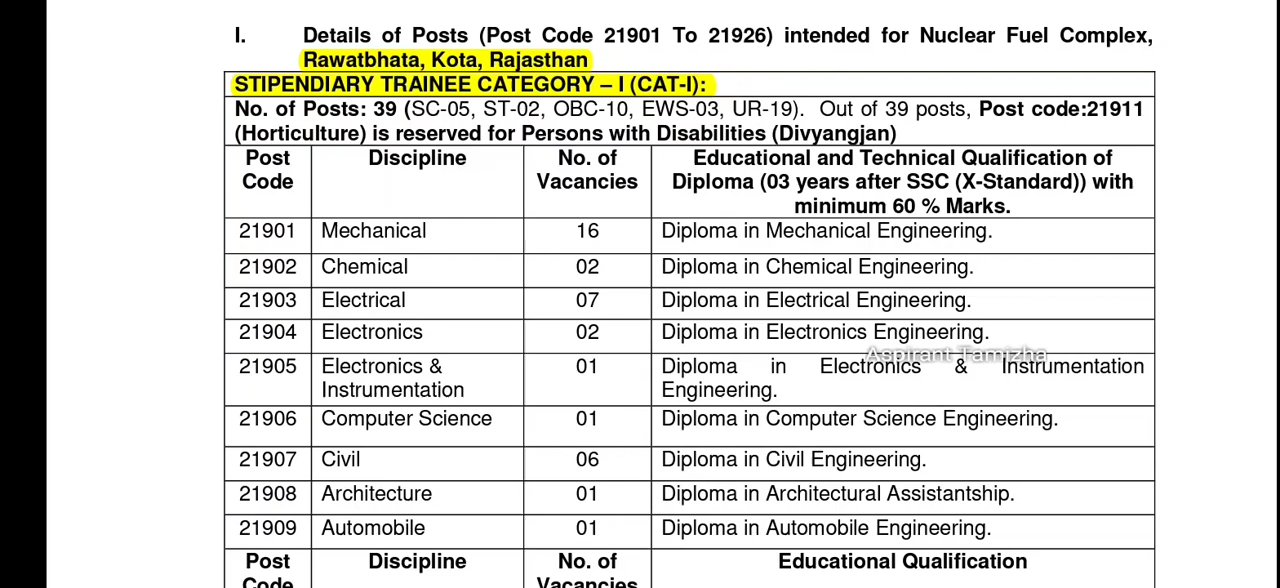 I. Details of Posts (Post Code 21901 To 21926) intended for Nuclear Fuel Complex,
Rawatbhata, Kota, Rajasthan
STIPENDIARY TRAINEE CATEGORY – I (CAT-I):
No. of Posts: 39 (SC-05, ST-02, OBC-10, EWS-03, UR-19). Out of 39 posts, Post code:21911
(Horticulture) is reserved for Persons with Disabilities (Divyangjan)
Post Code Discipline No. of Vacancies Educational and Technical Qualification of
Diploma (03 years after SSC (X-Standard)) with
minimum 60 % Marks.
21901 Mechanical 16 Diploma in Mechanical Engineering.
21902 Chemical 02 Diploma in Chemical Engineering.
21903 Electrical 07 Diploma in Electrical Engineering.
21904 Electronics 02 Diploma in Electronics Engineering.
Aspirant Tamizha
21905 Electronics & 01 Diploma in Electronics & Instrumentation
Instrumentation Engineering.
21906 Computer Science 01 Diploma in Computer Science Engineering.
21907 Civil 06 Diploma in Civil Engineering.
21908 Architecture 01 Diploma in Architectural Assistantship.
21909 Automobile 01 Diploma in Automobile Engineering.
Post Discipline No. of Educational Qualification
Code Vacancies